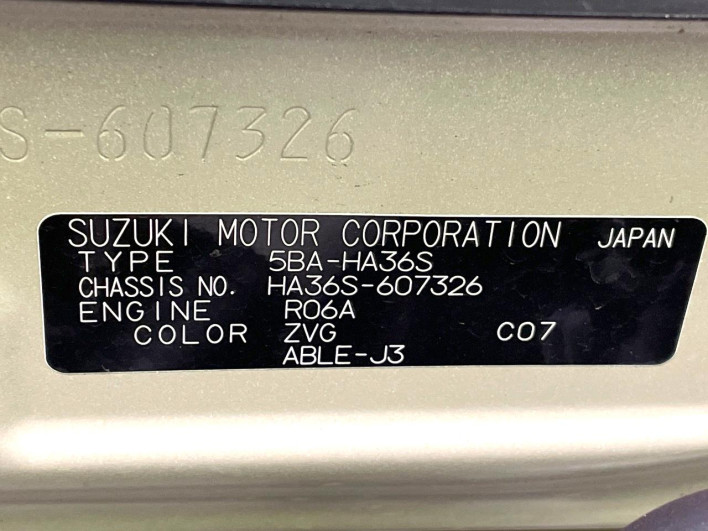 S-607326
SUZUKI MOTOR CORPORATION JAPAN
TYPE 5BA-HA36S
CHASSIS NO. HA36S-607326
ENGINE R06A
COLOR ZVG C07
ABLE-J3